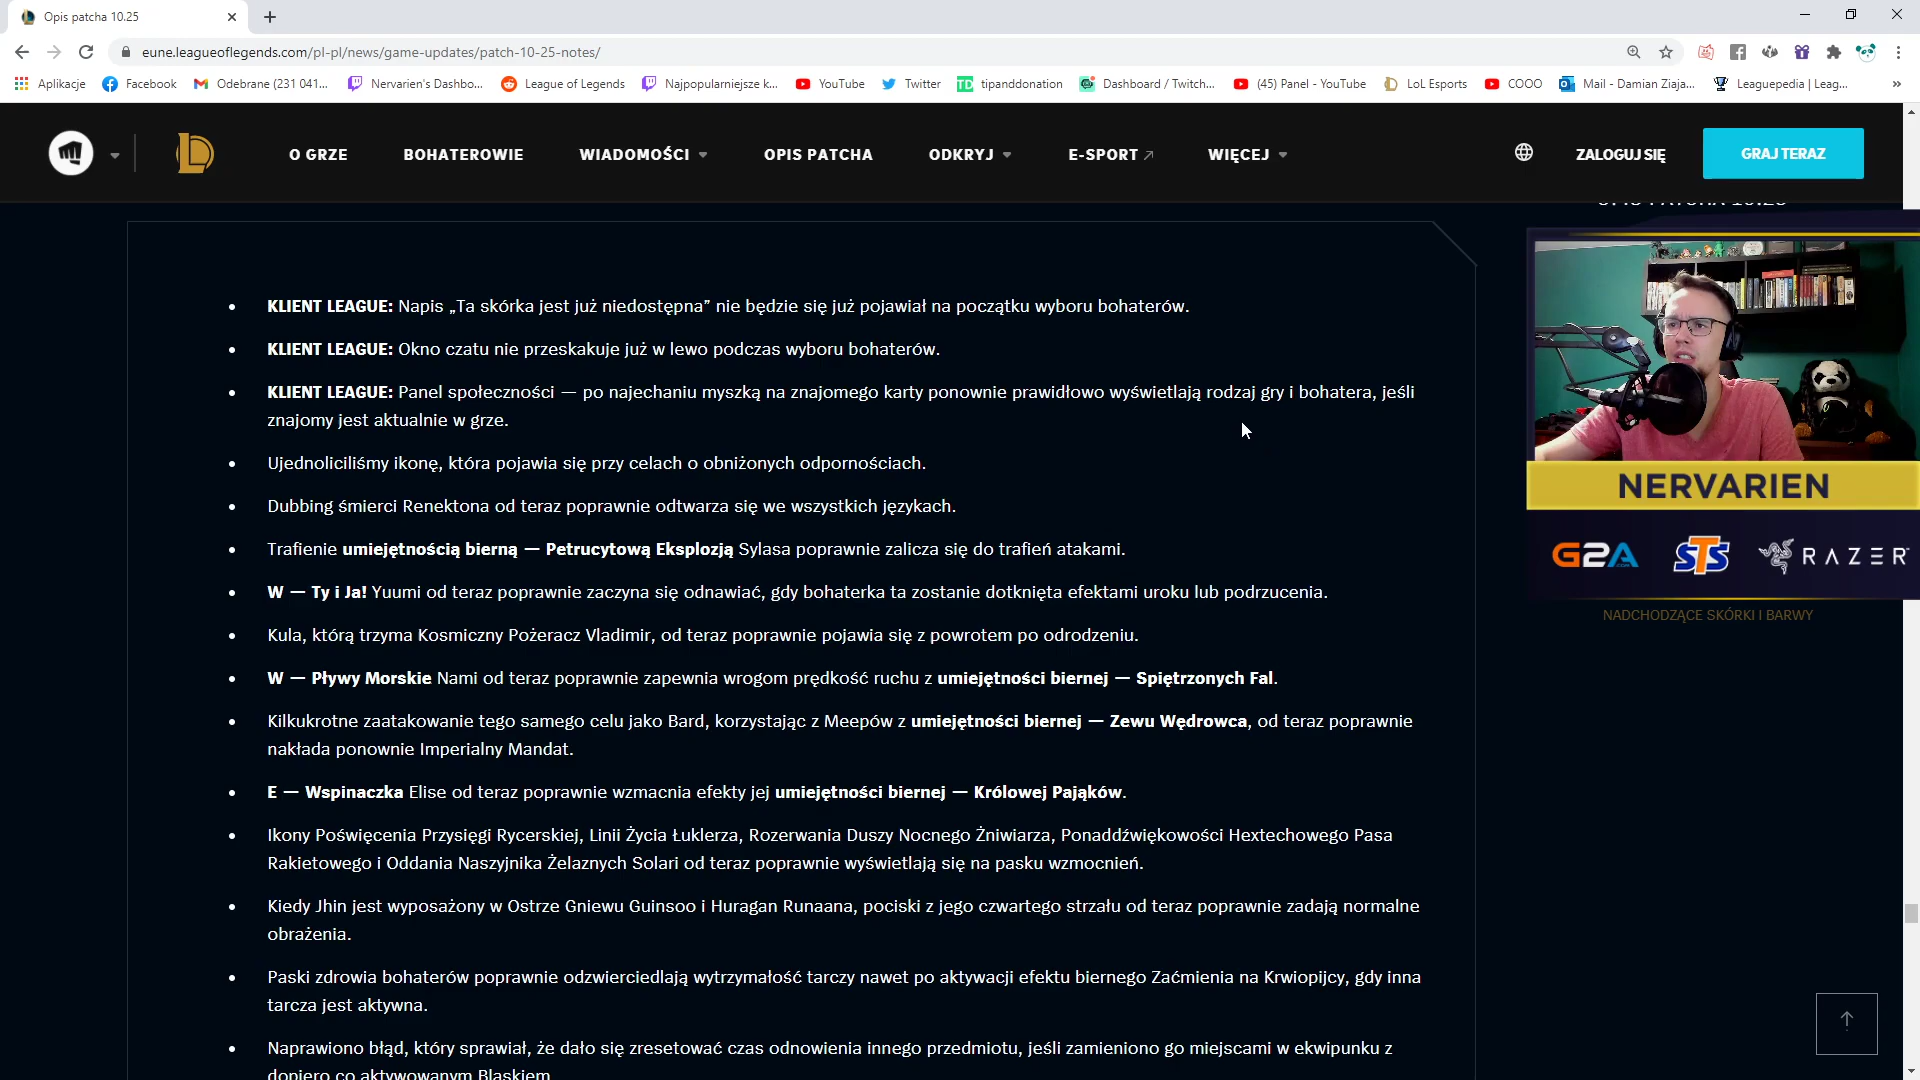 Opis patcha 10.25
eune.leagueoflegends.com/pl-pl/news/game-updates/patch-10-25-notes/
Aplikacje Facebook Odebrane (231 041... Nervarien's Dashbo... League of Legends Najpopularniejsze k... YouTube Twitter tipanddonation Dashboard / Twitch... (45) Panel - YouTube LoL Esports COOO Mail - Damian Ziaja... Leaguepedia | Leag... »
O GRZE BOHATEROWIE WIADOMOŚCI OPIS PATCHA ODKRYJ E-SPORT WIĘCEJ ZALOGUJ SIĘ GRAJ TERAZ
OPIS PATCHA 10.25
• KLIENT LEAGUE: Napis „Ta skórka jest już niedostępna” nie będzie się już pojawiał na początku wyboru bohaterów.
• KLIENT LEAGUE: Okno czatu nie przeskakuje już w lewo podczas wyboru bohaterów.
• KLIENT LEAGUE: Panel społeczności — po najechaniu myszką na znajomego karty ponownie prawidłowo wyświetlają rodzaj gry i bohatera, jeśli
znajomy jest aktualnie w grze.
• Ujednoliciliśmy ikonę, która pojawia się przy celach o obniżonych odpornościach.
• Dubbing śmierci Renektona od teraz poprawnie odtwarza się we wszystkich językach.
• Trafienie umiejętnością bierną — Petrucytową Eksplozją Sylasa poprawnie zalicza się do trafień atakami.
• W — Ty i Ja! Yuumi od teraz poprawnie zaczyna się odnawiać, gdy bohaterka ta zostanie dotknięta efektami uroku lub podrzucenia.
• Kula, którą trzyma Kosmiczny Pożeracz Vladimir, od teraz poprawnie pojawia się z powrotem po odrodzeniu.
• W — Pływy Morskie Nami od teraz poprawnie zapewnia wrogom prędkość ruchu z umiejętności biernej — Spiętrzonych Fal.
• Kilkukrotne zaatakowanie tego samego celu jako Bard, korzystając z Meepów z umiejętności biernej — Zewu Wędrowca, od teraz poprawnie
nakłada ponownie Imperialny Mandat.
• E — Wspinaczka Elise od teraz poprawnie wzmacnia efekty jej umiejętności biernej — Królowej Pająków.
• Ikony Poświęcenia Przysięgi Rycerskiej, Linii Życia Łuklerza, Rozerwania Duszy Nocnego Żniwiarza, Ponaddźwiękowości Hextechowego Pasa
Rakietowego i Oddania Naszyjnika Żelaznych Solari od teraz poprawnie wyświetlają się na pasku wzmocnień.
• Kiedy Jhin jest wyposażony w Ostrze Gniewu Guinsoo i Huragan Runaana, pociski z jego czwartego strzału od teraz poprawnie zadają normalne
obrażenia.
• Paski zdrowia bohaterów poprawnie odzwierciedlają wytrzymałość tarczy nawet po aktywacji efektu biernego Zaćmienia na Krwiopijcy, gdy inna
tarcza jest aktywna.
• Naprawiono błąd, który sprawiał, że dało się zresetować czas odnowienia innego przedmiotu, jeśli zamieniono go miejscami w ekwipunku z
dopiero co aktywowanym Blaskiem
NERVARIEN
G2A STS RAZER
NADCHODZĄCE SKÓRKI I BARWY